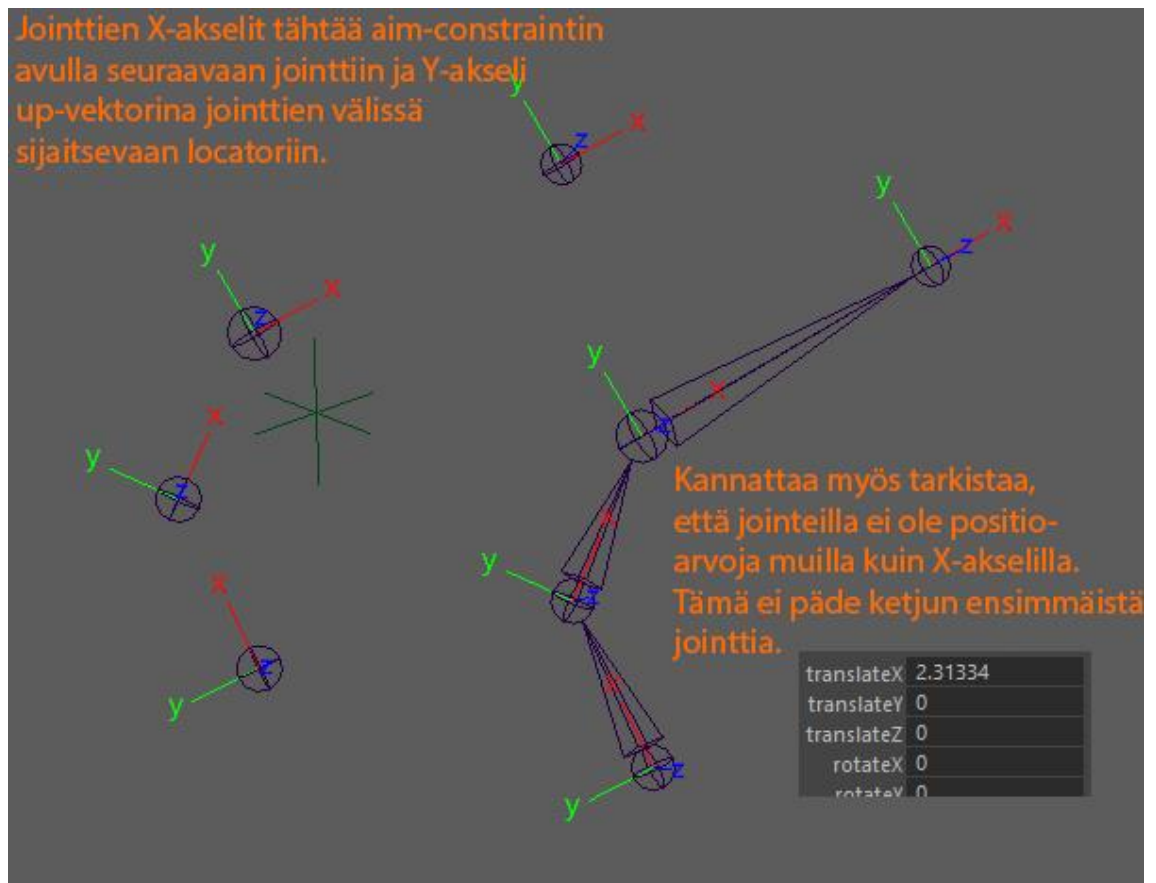 Jointtien X-akselit tähtää aim-constraintin
avulla seuraavaan jointtiin ja Y-akseli
up-vektorina jointtien välissä
sijaitsevaan locatoriin.
y
x
z
y
x
z
y
x
z
y
x
z
x
y
z
y
x
z
Kannattaa myös tarkistaa,
että jointeilla ei ole positio-
arvoja muilla kuin X-akselilla.
Tämä ei päde ketjun ensimmäistä
jointtia.
y
x
z
x
z
y
x
z
y
translateX 2.31334
translateY 0
translateZ 0
rotateX 0
rotateY 0